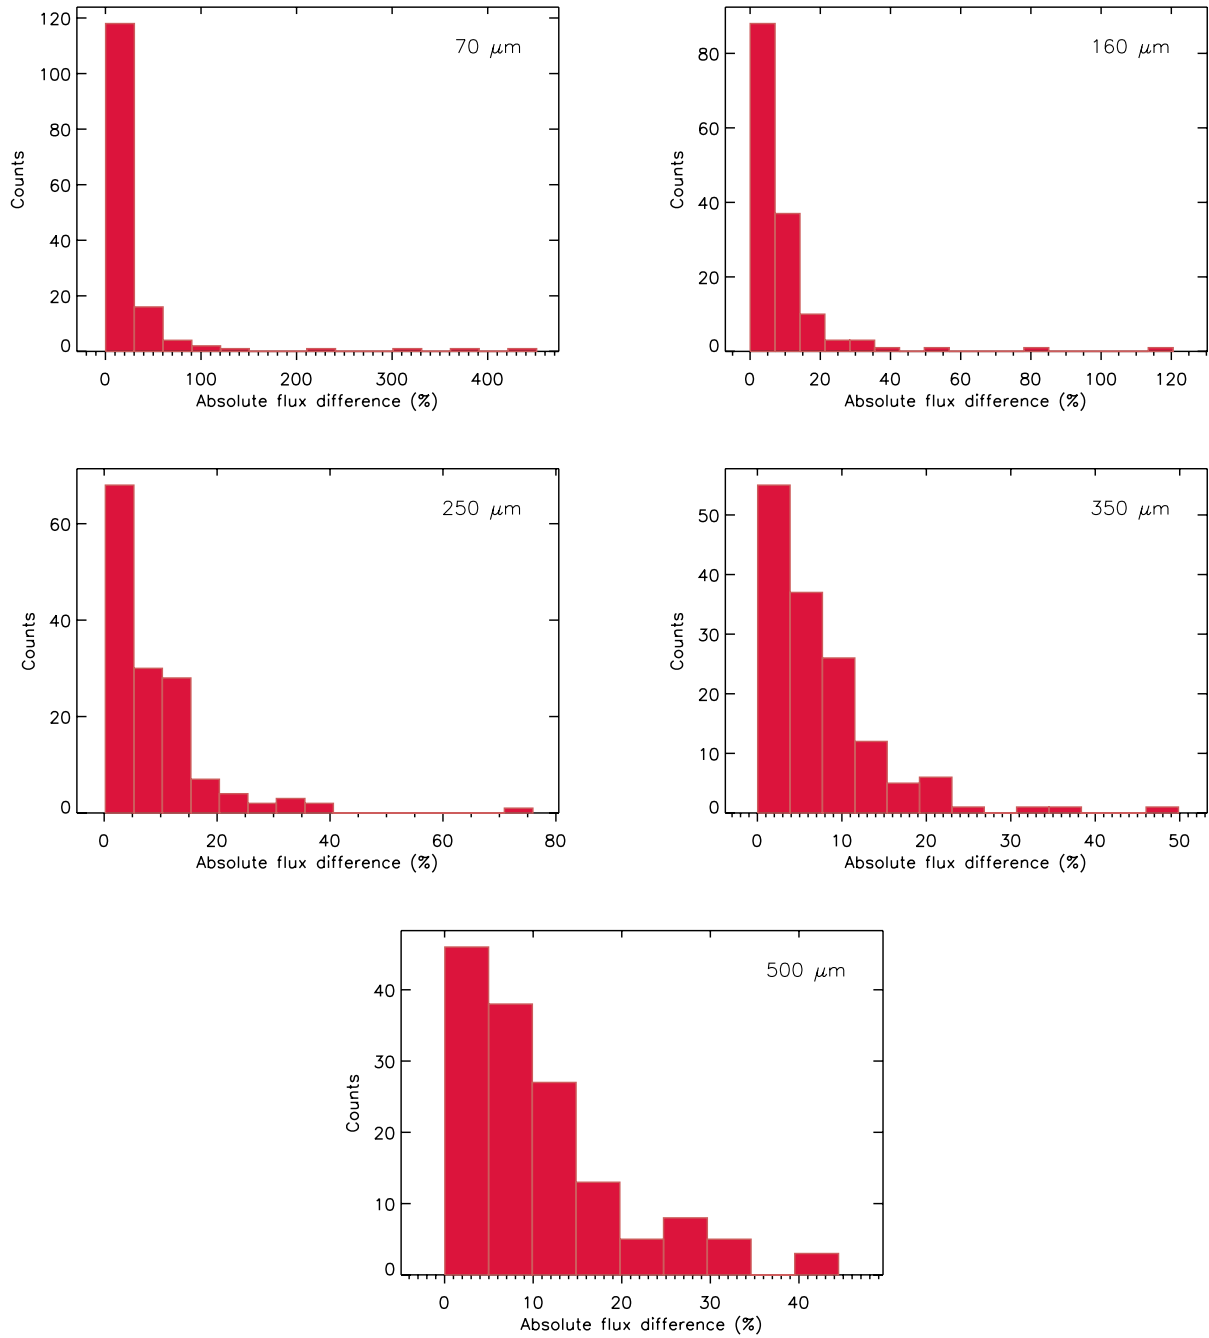 70 μm
120
100
80
60
40
20
0
Counts
0 100 200 300 400
Absolute flux difference (%)
160 μm
80
60
40
20
0
Counts
0 20 40 60 80 100 120
Absolute flux difference (%)
250 μm
60
40
20
0
Counts
0 20 40 60 80
Absolute flux difference (%)
350 μm
50
40
30
20
10
0
Counts
0 10 20 30 40 50
Absolute flux difference (%)
500 μm
40
30
20
10
0
Counts
0 10 20 30 40
Absolute flux difference (%)